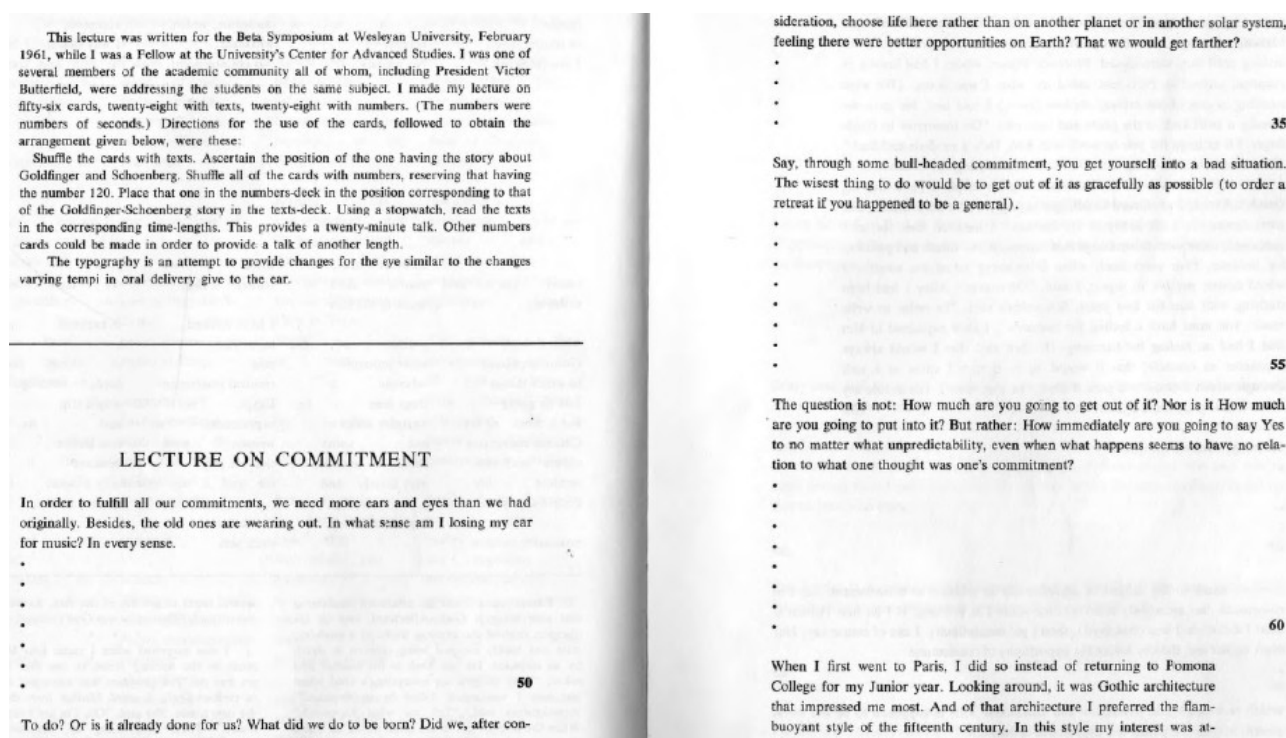 This lecture was written for the Beta Symposium at Wesleyan University, February
1961, while I was a Fellow at the University's Center for Advanced Studies. I was one of
several members of the academic community all of whom, including President Victor
Butterfield, were addressing the students on the same subject. I made my lecture on
fifty-six cards, twenty-eight with texts, twenty-eight with numbers. (The numbers were
numbers of seconds.) Directions for the use of the cards, followed to obtain the
arrangement given below, were these:
Shuffle the cards with texts. Ascertain the position of the one having the story about
Goldfinger and Schoenberg. Shuffle all of the cards with numbers, reserving that having
the number 120. Place that one in the numbers-deck in the position corresponding to that
of the Goldfinger-Schoenberg story in the texts-deck. Using a stopwatch, read the texts
in the corresponding time-lengths. This provides a twenty-minute talk. Other numbers
cards could be made in order to provide a talk of another length.
The typography is an attempt to provide changes for the eye similar to the changes
varying tempi in oral delivery give to the ear.
LECTURE ON COMMITMENT
In order to fulfill all our commitments, we need more ears and eyes than we had
originally. Besides, the old ones are wearing out. In what sense am I losing my ear
for music? In every sense.
•
•
•
•
•
•
• 50
To do? Or is it already done for us? What did we do to be born? Did we, after con-
sideration, choose life here rather than on another planet or in another solar system,
feeling there were better opportunities on Earth? That we would get farther?
•
•
•
• 35
Say, through some bull-headed commitment, you get yourself into a bad situation.
The wisest thing to do would be to get out of it as gracefully as possible (to order a
retreat if you happened to be a general).
•
•
•
•
•
•
•
• 55
The question is not: How much are you going to get out of it? Nor is it How much
are you going to put into it? But rather: How immediately are you going to say Yes
to no matter what unpredictability, even when what happens seems to have no rela-
tion to what one thought was one's commitment?
•
•
•
•
•
•
•
• 60
When I first went to Paris, I did so instead of returning to Pomona
College for my Junior year. Looking around, it was Gothic architecture
that impressed me most. And of that architecture I preferred the flam-
buoyant style of the fifteenth century. In this style my interest was at-